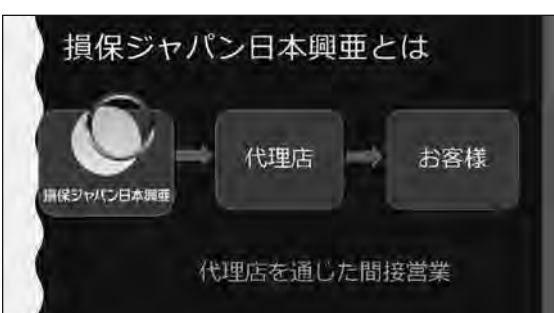 損保ジャパン日本興亜とは
損保ジャパン日本興亜
代理店
お客様
代理店を通じた間接営業